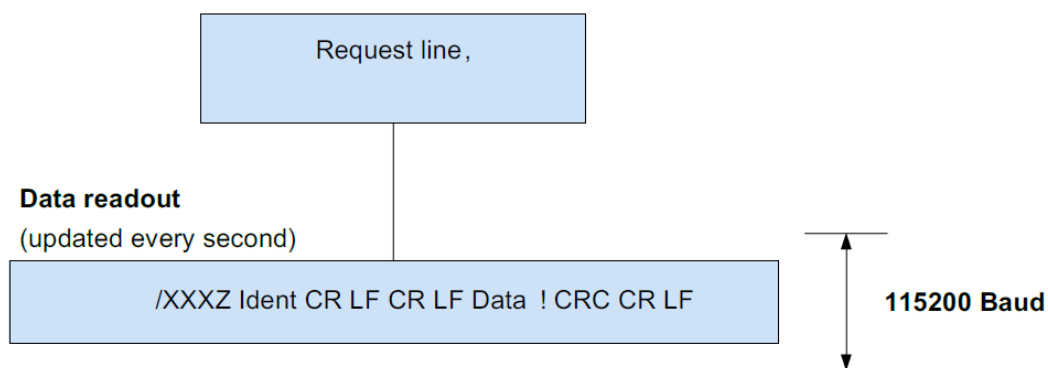 Request line,
Data readout
(updated every second)
/XXXZ Ident CR LF CR LF Data ! CRC CR LF
115200 Baud